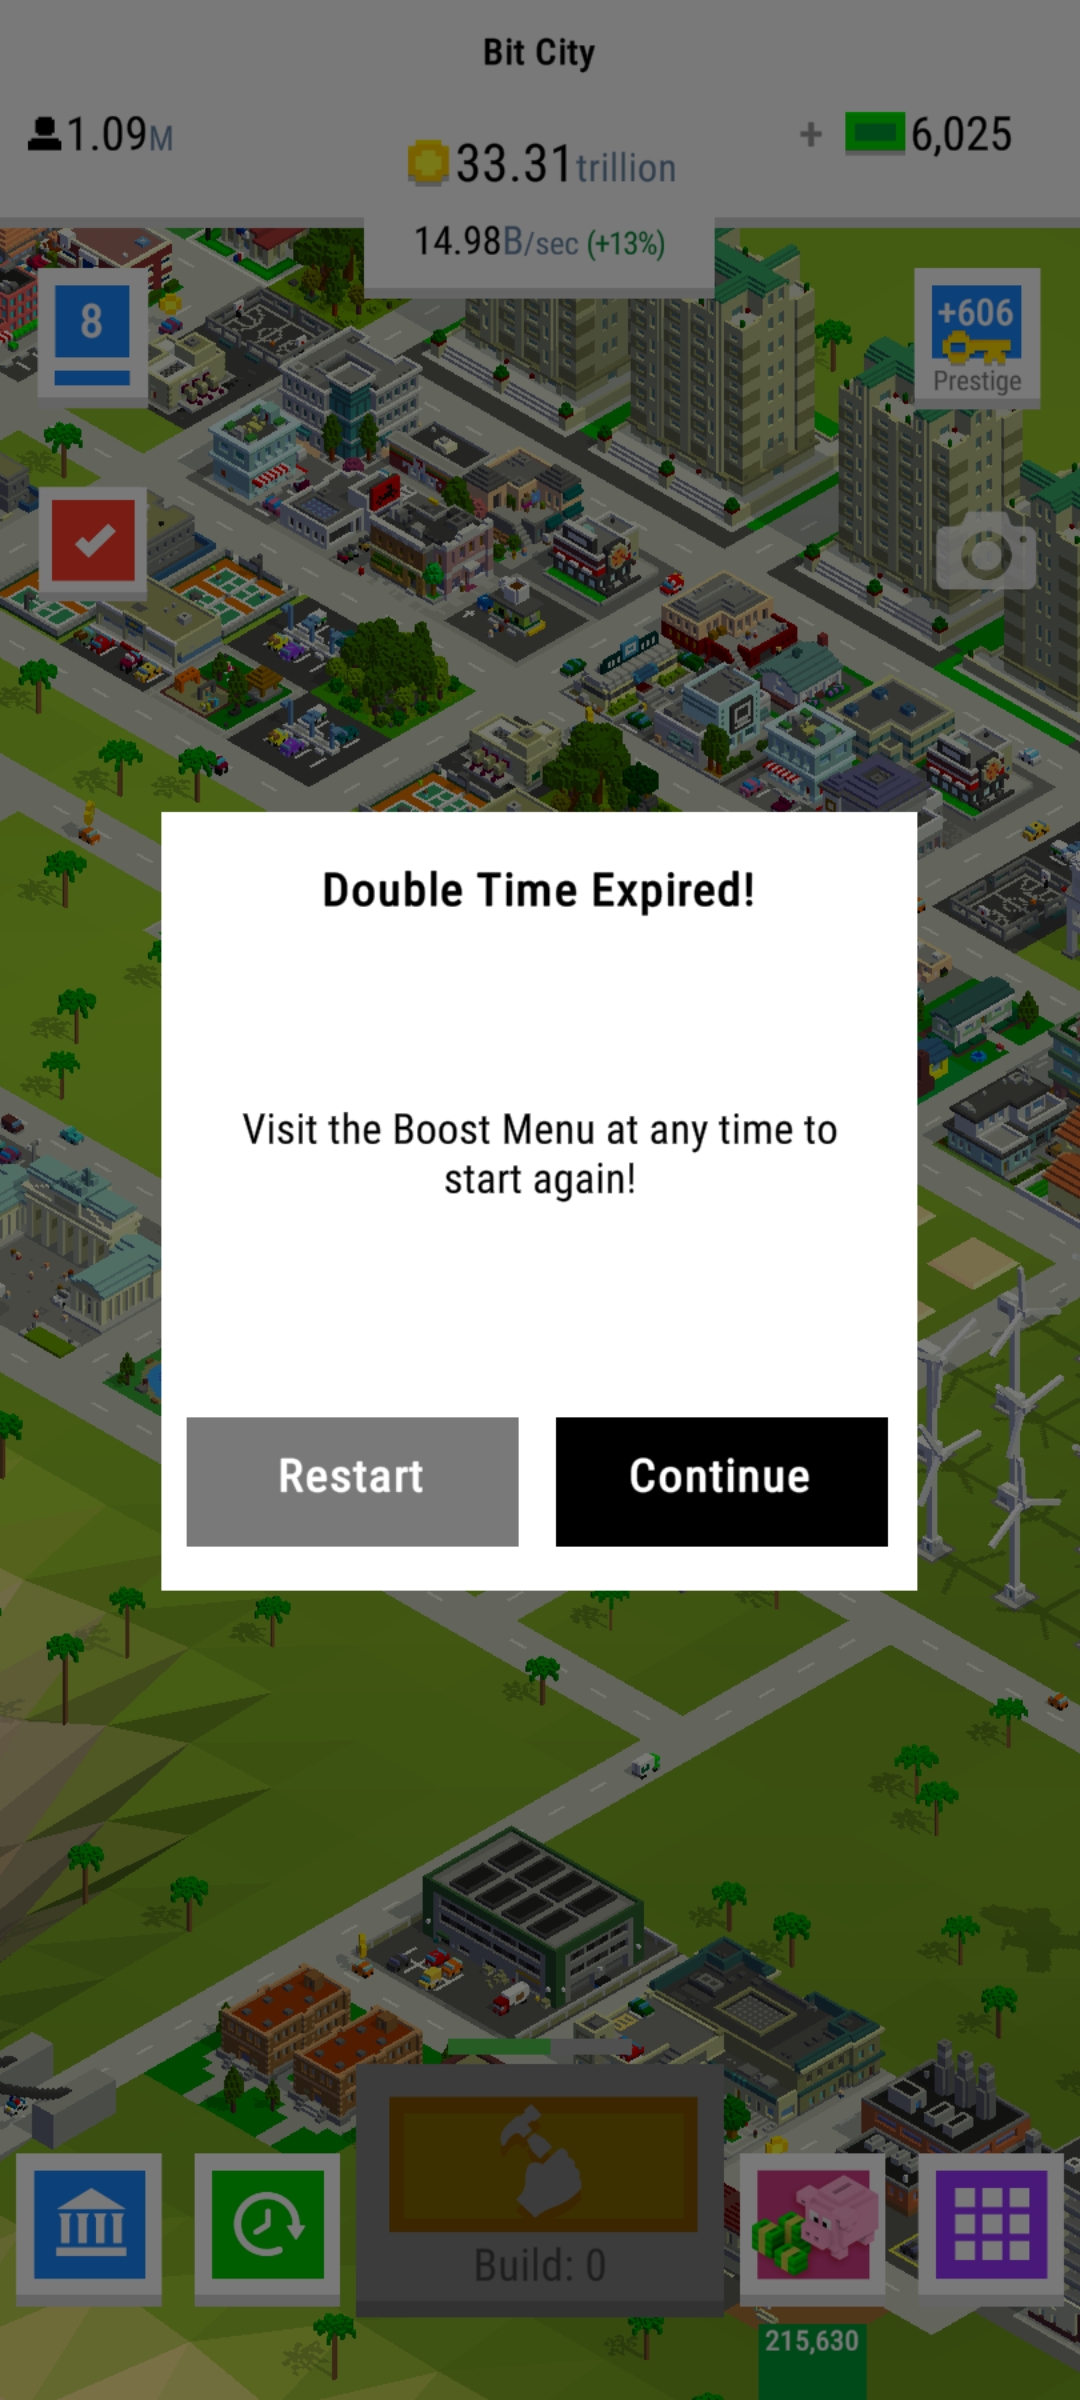 Bit City
1.09M
33.31trillion
+ 6,025
14.98B/sec (+13%)
8
+606
Prestige
Double Time Expired!
Visit the Boost Menu at any time to
start again!
Restart
Continue
Build: 0
215,630